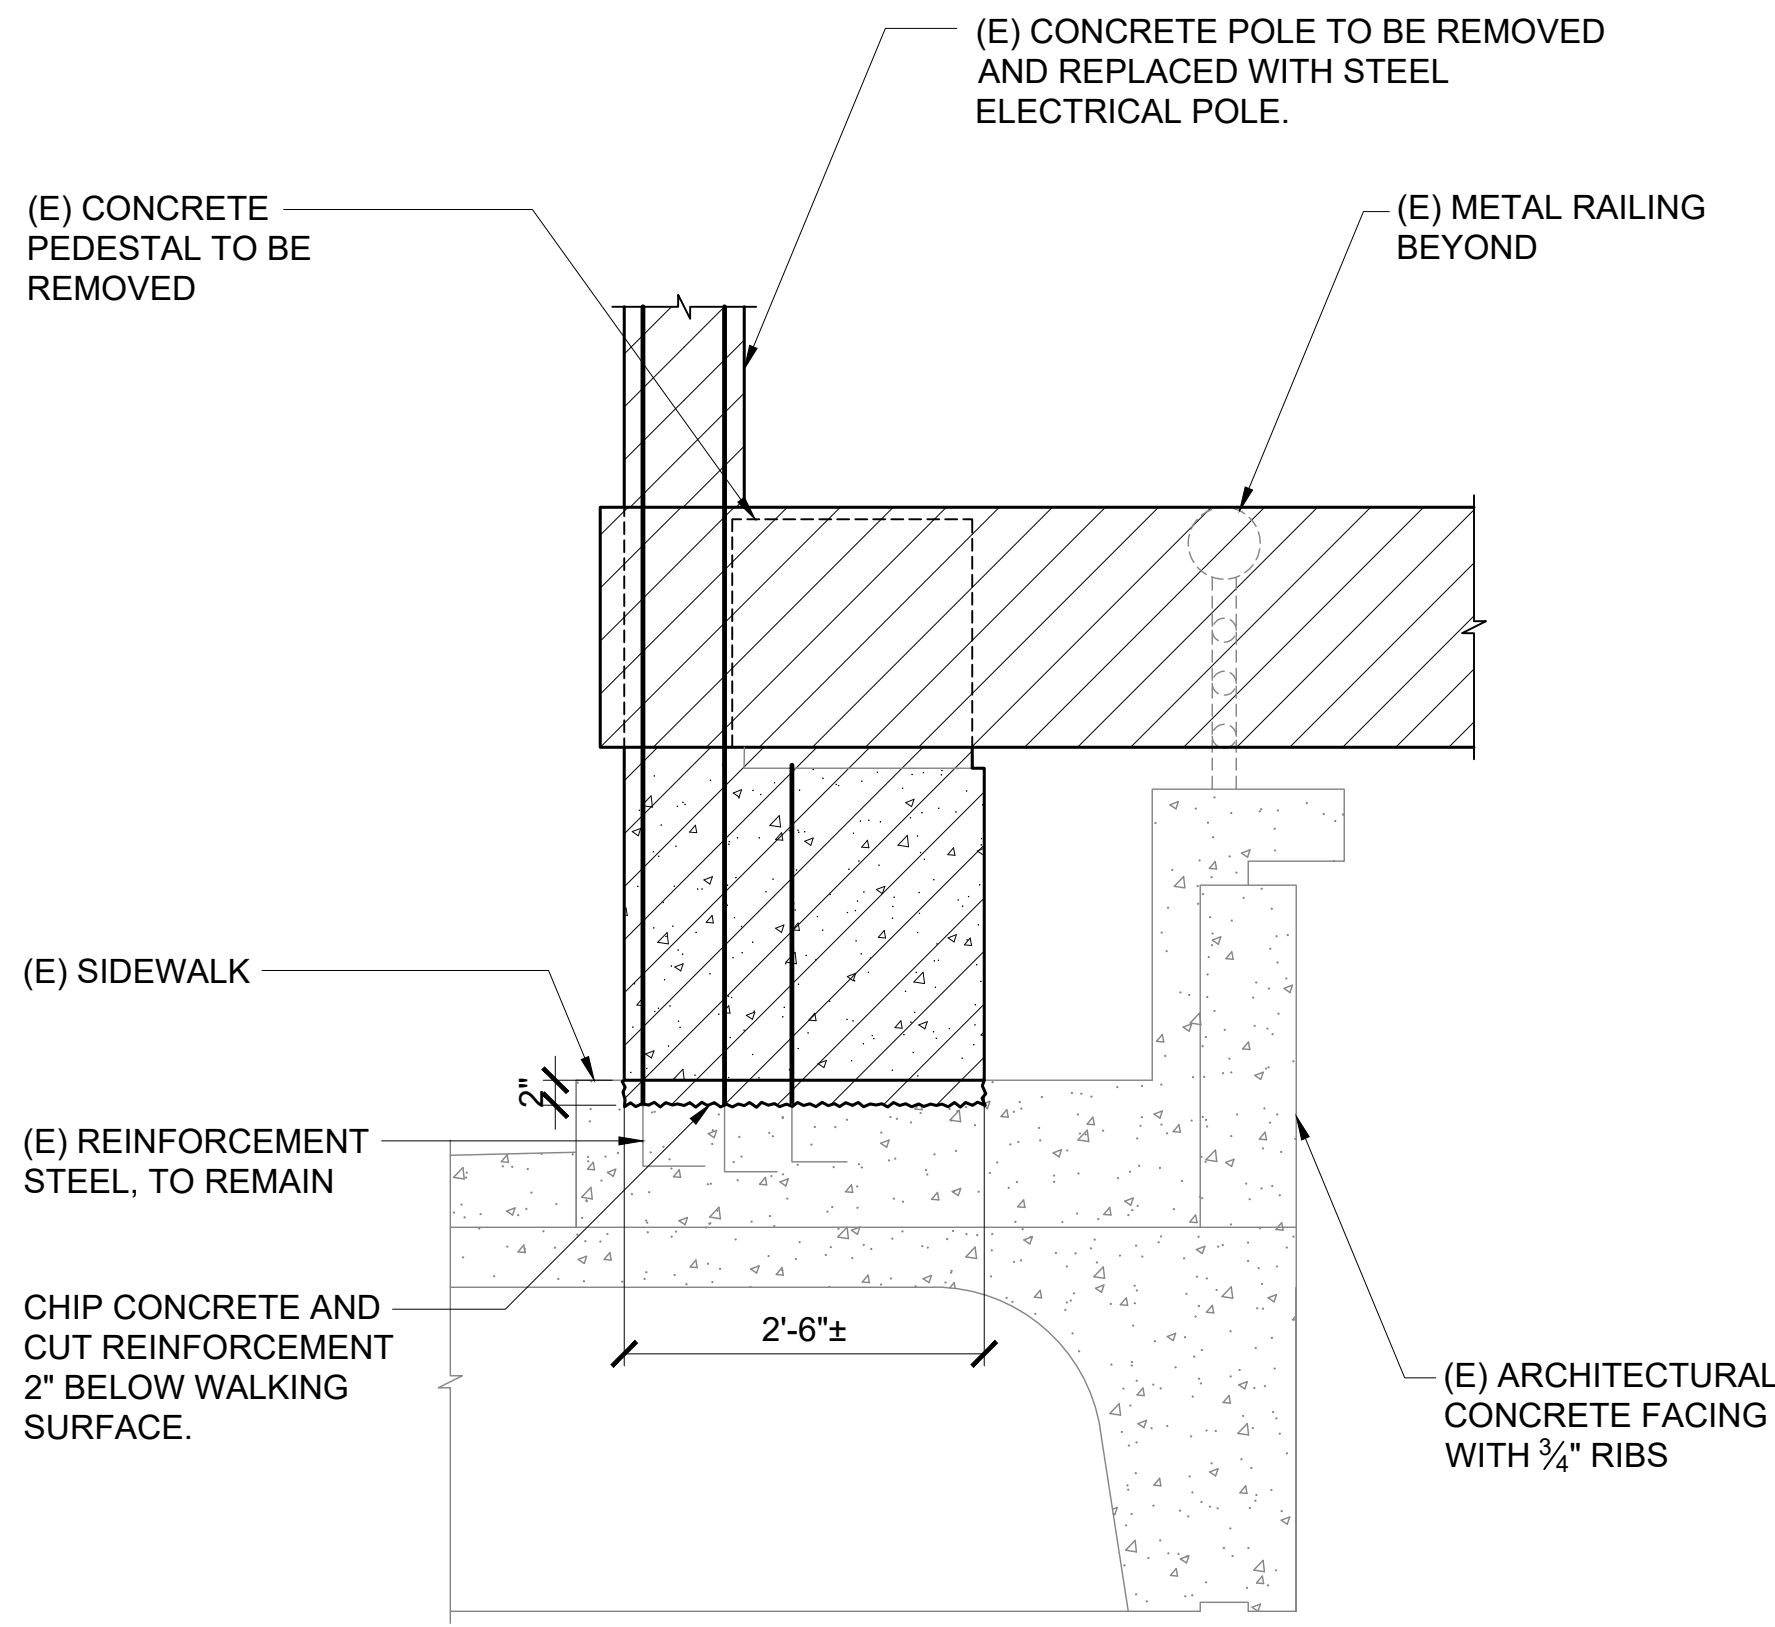 (E) CONCRETE POLE TO BE REMOVED
AND REPLACED WITH STEEL
ELECTRICAL POLE.
(E) CONCRETE
PEDESTAL TO BE
REMOVED
(E) METAL RAILING
BEYOND
(E) SIDEWALK
2"
(E) REINFORCEMENT
STEEL, TO REMAIN
CHIP CONCRETE AND
CUT REINFORCEMENT
2" BELOW WALKING
SURFACE.
2'-6"±
(E) ARCHITECTURAL
CONCRETE FACING
WITH ¾" RIBS